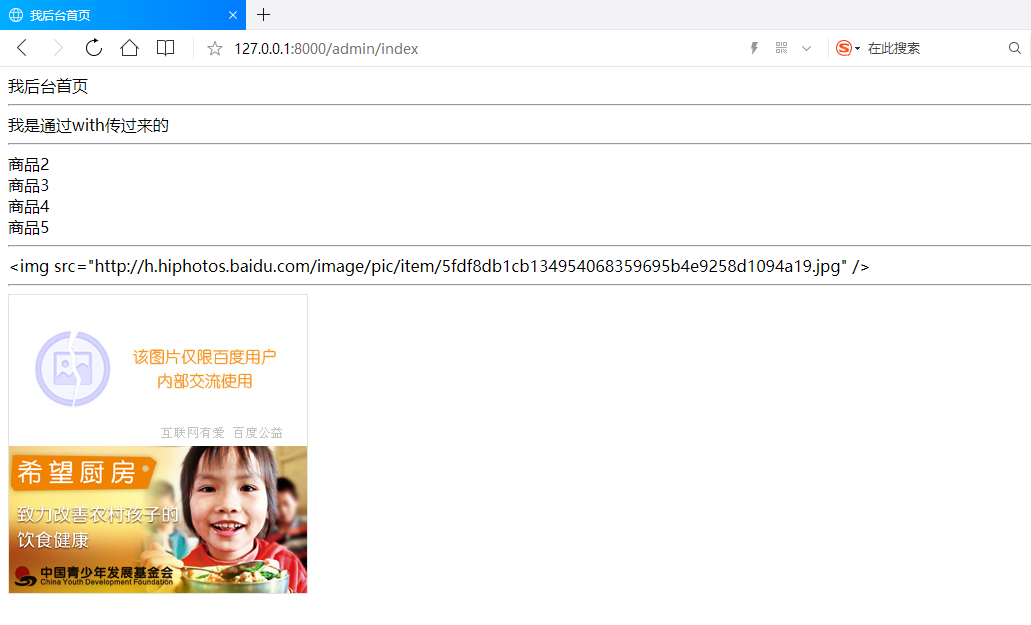 我后台首页
127.0.0.1:8000/admin/index
在此搜索
我后台首页
我是通过with传过来的
商品2
商品3
商品4
商品5
<img src="http://h.hiphotos.baidu.com/image/pic/item/5fdf8db1cb134954068359695b4e9258d1094a19.jpg" />
该图片仅限百度用户
内部交流使用
互联网有爱 百度公益
希望厨房
致力改善农村孩子的
饮食健康
中国青少年发展基金会
China Youth Development Foundation